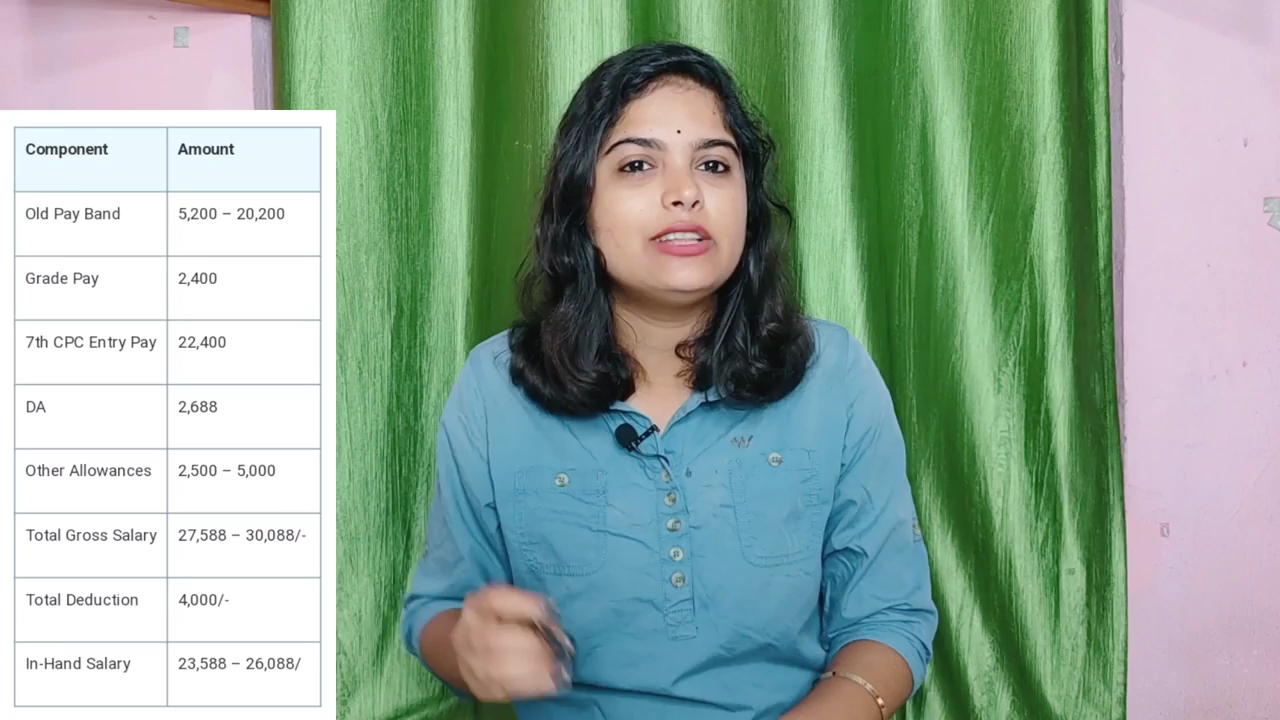 Component Amount
Old Pay Band 5,200 – 20,200
Grade Pay 2,400
7th CPC Entry Pay 22,400
DA 2,688
Other Allowances 2,500 – 5,000
Total Gross Salary 27,588 – 30,088/-
Total Deduction 4,000/-
In-Hand Salary 23,588 – 26,088/